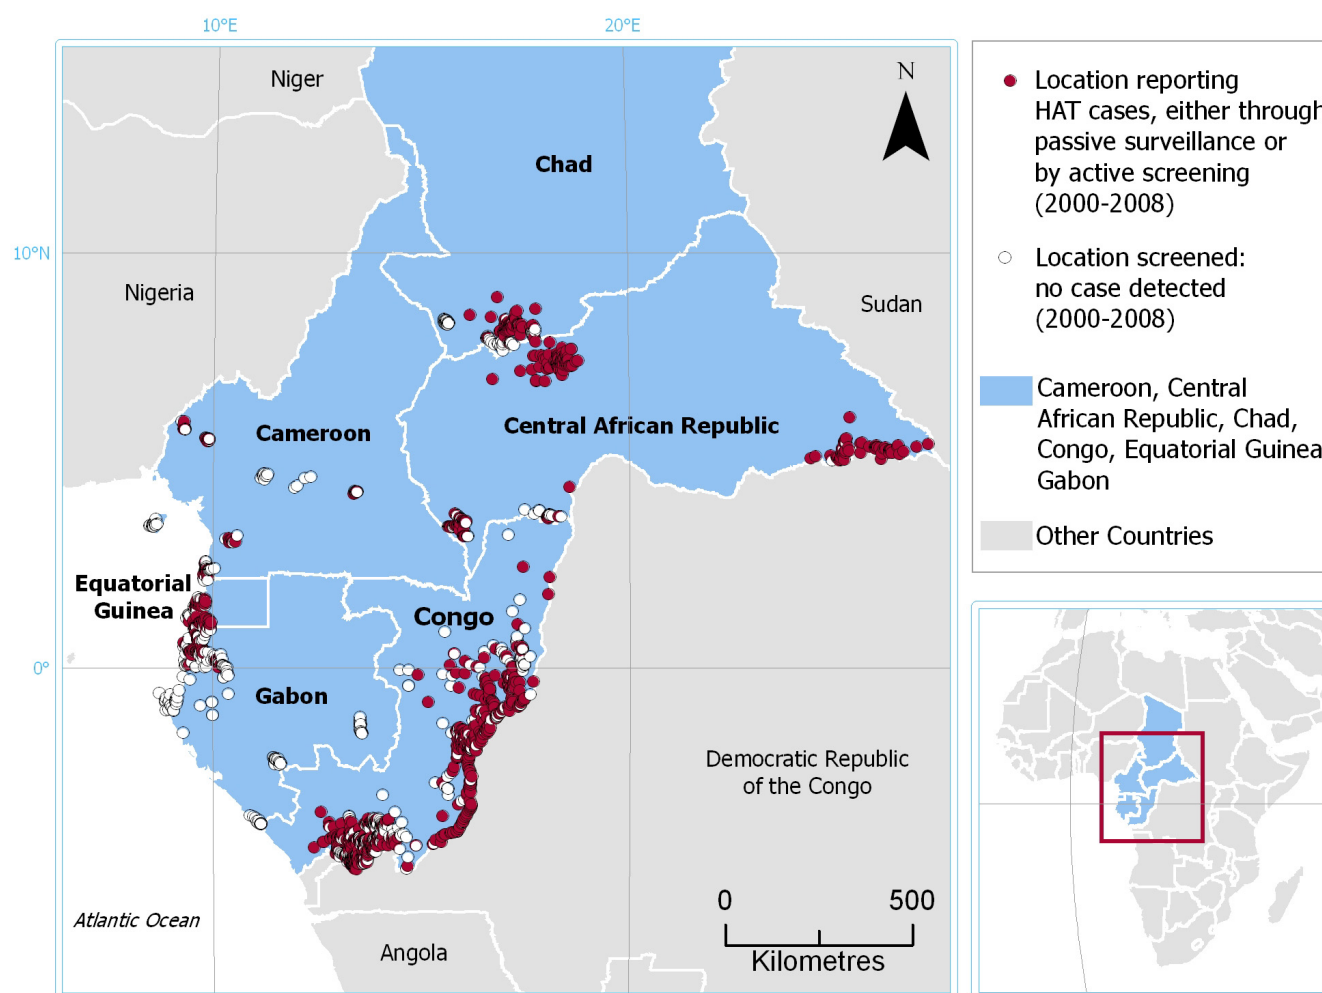 10°E
20°E
Niger
N
Chad
10°N
Nigeria
Sudan
Cameroon
Central African Republic
Equatorial
Guinea
Congo
0°
Gabon
Democratic Republic
of the Congo
Atlantic Ocean
Angola
0
500
Kilometres
Location reporting
HAT cases, either through
passive surveillance or
by active screening
(2000-2008)
Location screened:
no case detected
(2000-2008)
Cameroon, Central
African Republic, Chad,
Congo, Equatorial Guinea
Gabon
Other Countries